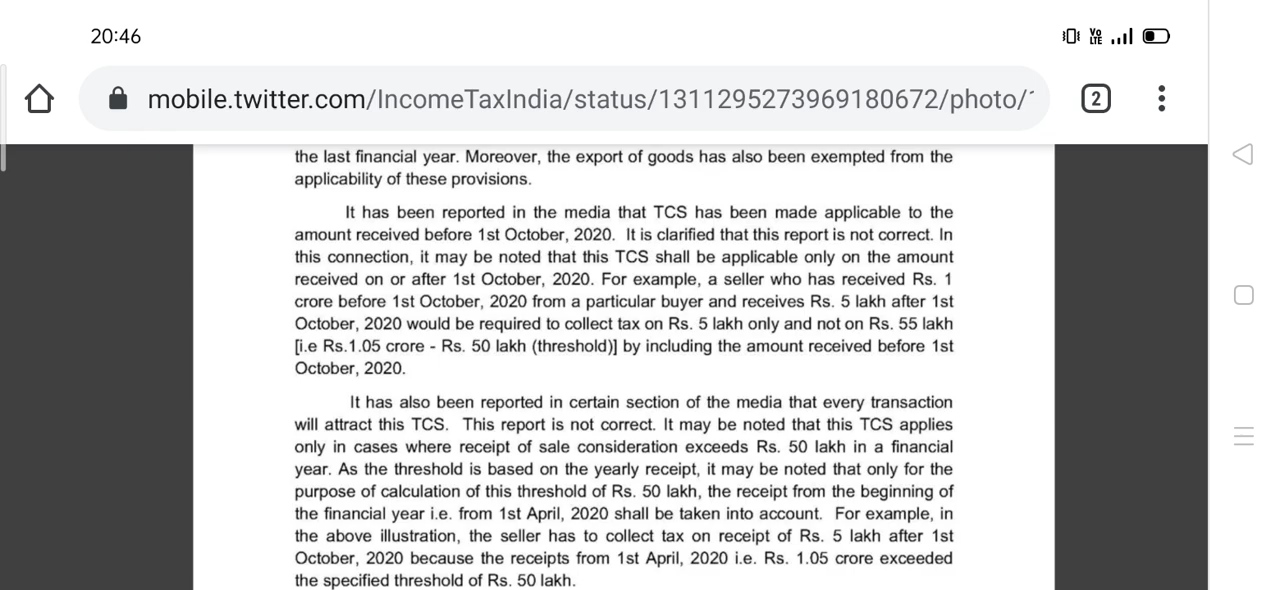 20:46
Vo LTE
mobile.twitter.com/IncomeTaxIndia/status/1311295273969180672/photo/
2
the last financial year. Moreover, the export of goods has also been exempted from the
applicability of these provisions.
It has been reported in the media that TCS has been made applicable to the
amount received before 1st October, 2020. It is clarified that this report is not correct. In
this connection, it may be noted that this TCS shall be applicable only on the amount
received on or after 1st October, 2020. For example, a seller who has received Rs. 1
crore before 1st October, 2020 from a particular buyer and receives Rs. 5 lakh after 1st
October, 2020 would be required to collect tax on Rs. 5 lakh only and not on Rs. 55 lakh
[i.e Rs.1.05 crore - Rs. 50 lakh (threshold)] by including the amount received before 1st
October, 2020.
It has also been reported in certain section of the media that every transaction
will attract this TCS. This report is not correct. It may be noted that this TCS applies
only in cases where receipt of sale consideration exceeds Rs. 50 lakh in a financial
year. As the threshold is based on the yearly receipt, it may be noted that only for the
purpose of calculation of this threshold of Rs. 50 lakh, the receipt from the beginning of
the financial year i.e. from 1st April, 2020 shall be taken into account. For example, in
the above illustration, the seller has to collect tax on receipt of Rs. 5 lakh after 1st
October, 2020 because the receipts from 1st April, 2020 i.e. Rs. 1.05 crore exceeded
the specified threshold of Rs. 50 lakh.